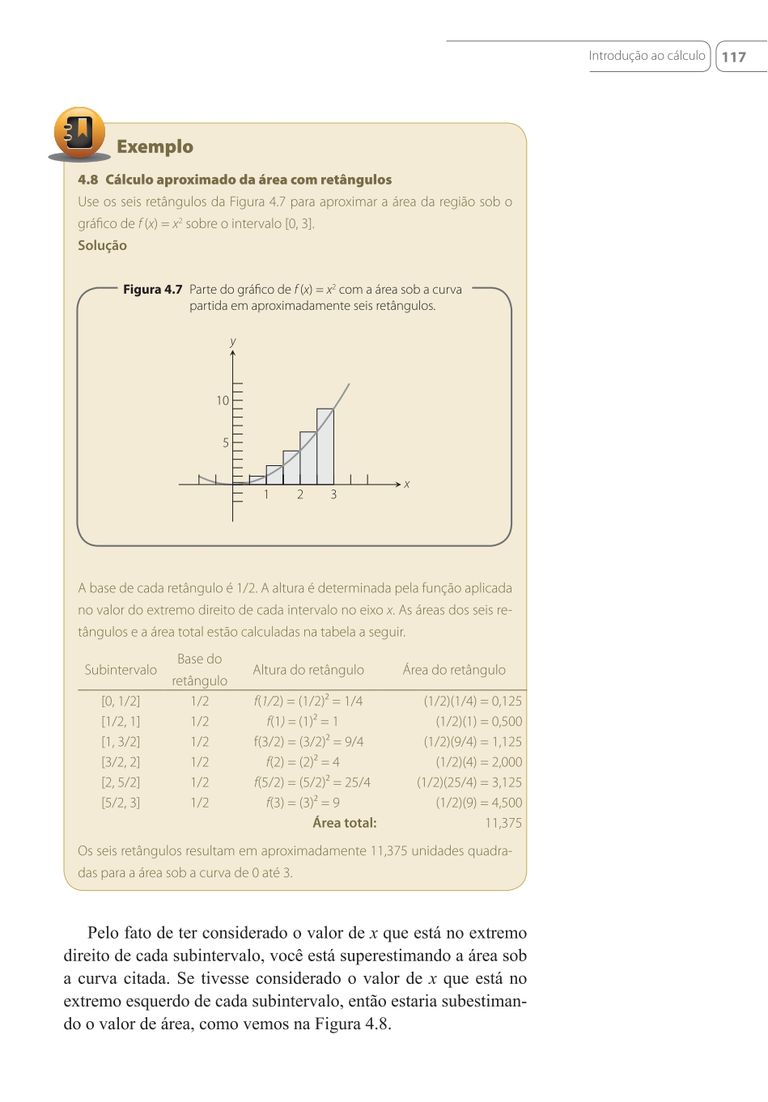 Introdução ao cálculo 117
Exemplo
4.8 Cálculo aproximado da área com retângulos
Use os seis retângulos da Figura 4.7 para aproximar a área da região sob o
gráfico de f (x) = x² sobre o intervalo [0, 3].
Solução
Figura 4.7 Parte do gráfico de f (x) = x² com a área sob a curva
partida em aproximadamente seis retângulos.
y
10
5
x
1 2 3
A base de cada retângulo é 1/2. A altura é determinada pela função aplicada
no valor do extremo direito de cada intervalo no eixo x. As áreas dos seis re-
tângulos e a área total estão calculadas na tabela a seguir.
Subintervalo Base do retângulo Altura do retângulo Área do retângulo
[0, 1/2] 1/2 f(1/2) = (1/2)² = 1/4 (1/2)(1/4) = 0,125
[1/2, 1] 1/2 f(1) = (1)² = 1 (1/2)(1) = 0,500
[1, 3/2] 1/2 f(3/2) = (3/2)² = 9/4 (1/2)(9/4) = 1,125
[3/2, 2] 1/2 f(2) = (2)² = 4 (1/2)(4) = 2,000
[2, 5/2] 1/2 f(5/2) = (5/2)² = 25/4 (1/2)(25/4) = 3,125
[5/2, 3] 1/2 f(3) = (3)² = 9 (1/2)(9) = 4,500
Área total: 11,375
Os seis retângulos resultam em aproximadamente 11,375 unidades quadra-
das para a área sob a curva de 0 até 3.
Pelo fato de ter considerado o valor de x que está no extremo
direito de cada subintervalo, você está superestimando a área sob
a curva citada. Se tivesse considerado o valor de x que está no
extremo esquerdo de cada subintervalo, então estaria subestiman-
do o valor de área, como vemos na Figura 4.8.